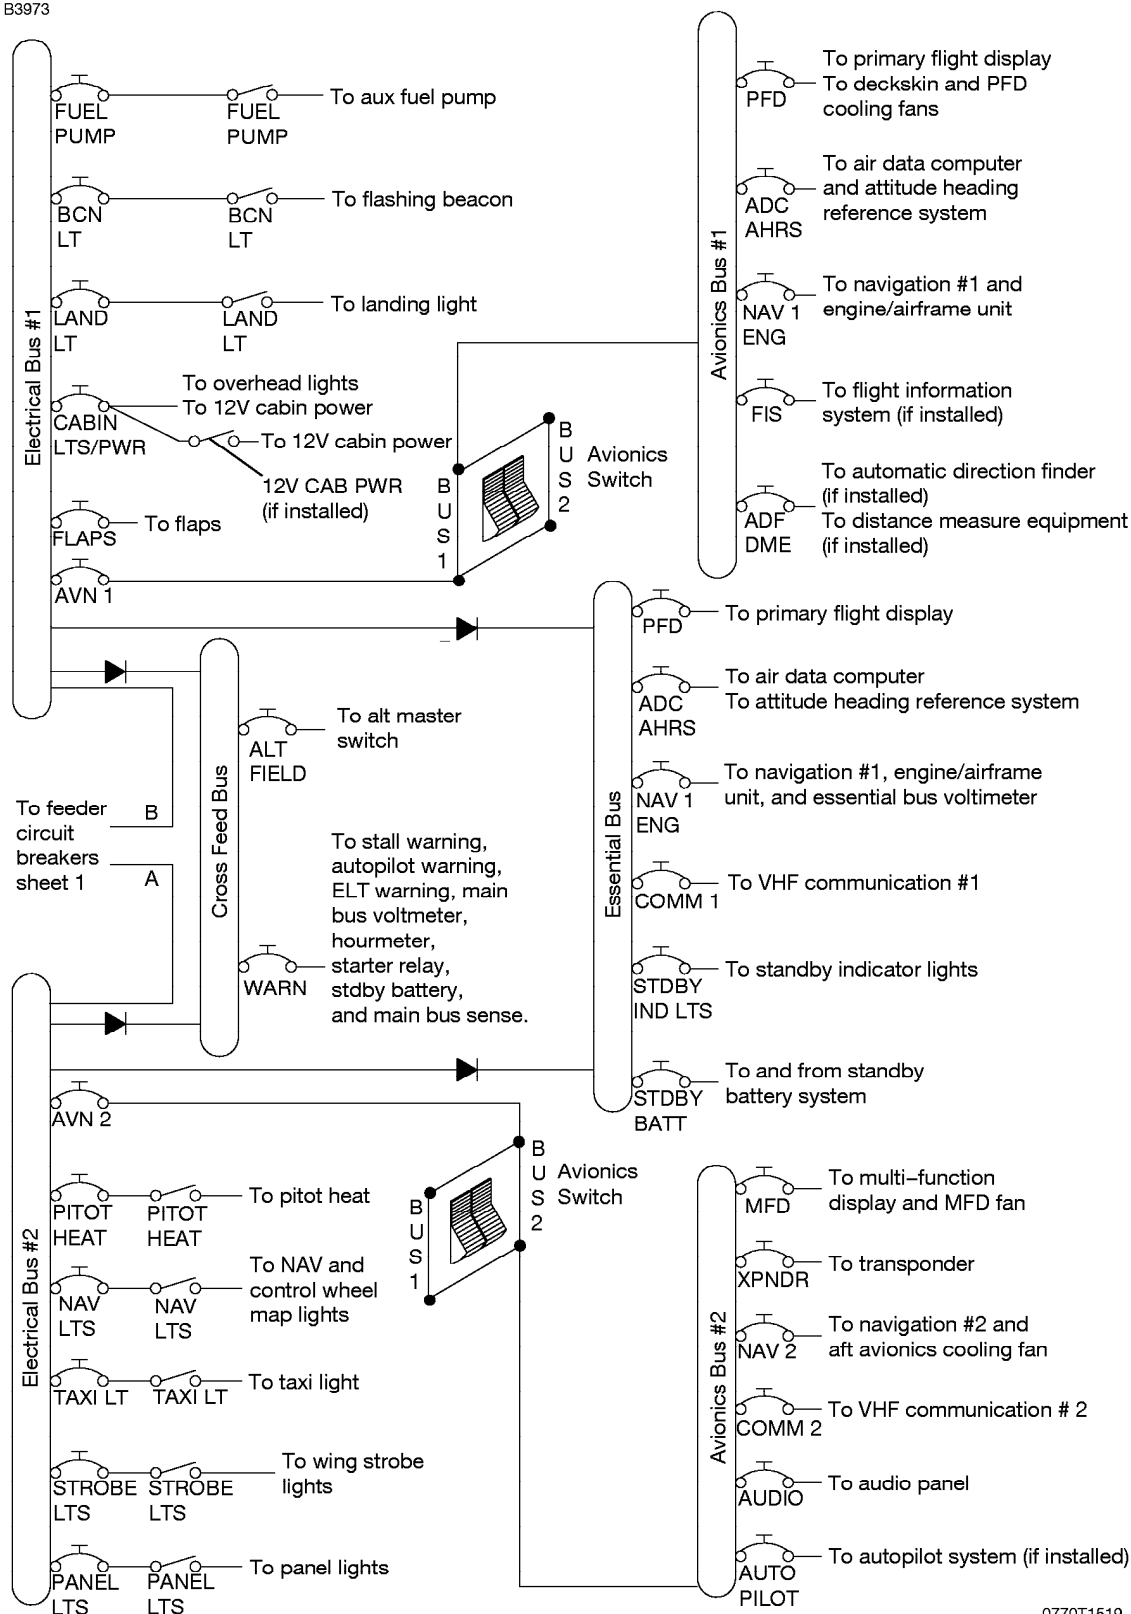 B3973
Electrical Bus #1
FUEL
PUMP
FUEL
PUMP
To aux fuel pump
BCN
LT
BCN
LT
To flashing beacon
LAND
LT
LAND
LT
To landing light
CABIN
LTS/PWR
To overhead lights
To 12V cabin power
To 12V cabin power
12V CAB PWR
(if installed)
FLAPS
To flaps
AVN 1
BUS 1
BUS 2
Avionics
Switch
Avionics Bus #1
PFD
To primary flight display
To deckskin and PFD
cooling fans
ADC
AHRS
To air data computer
and attitude heading
reference system
NAV 1
ENG
To navigation #1 and
engine/airframe unit
FIS
To flight information
system (if installed)
ADF
DME
To automatic direction finder
(if installed)
To distance measure equipment
(if installed)
Cross Feed Bus
ALT
FIELD
To alt master
switch
WARN
To stall warning,
autopilot warning,
ELT warning, main
bus voltmeter,
hourmeter,
starter relay,
stdby battery,
and main bus sense.
To feeder
circuit
breakers
sheet 1
B
A
Essential Bus
PFD
To primary flight display
ADC
AHRS
To air data computer
To attitude heading reference system
NAV 1
ENG
To navigation #1, engine/airframe
unit, and essential bus voltimeter
COMM 1
To VHF communication #1
STDBY
IND LTS
To standby indicator lights
STDBY
BATT
To and from standby
battery system
Electrical Bus #2
AVN 2
PITOT
HEAT
PITOT
HEAT
To pitot heat
NAV
LTS
NAV
LTS
To NAV and
control wheel
map lights
TAXI LT
TAXI LT
To taxi light
STROBE
LTS
STROBE
LTS
To wing strobe
lights
PANEL
LTS
PANEL
LTS
To panel lights
BUS 1
BUS 2
Avionics
Switch
Avionics Bus #2
MFD
To multi-function
display and MFD fan
XPNDR
To transponder
NAV 2
To navigation #2 and
aft avionics cooling fan
COMM 2
To VHF communication # 2
AUDIO
To audio panel
AUTO
PILOT
To autopilot system (if installed)
0770T1519